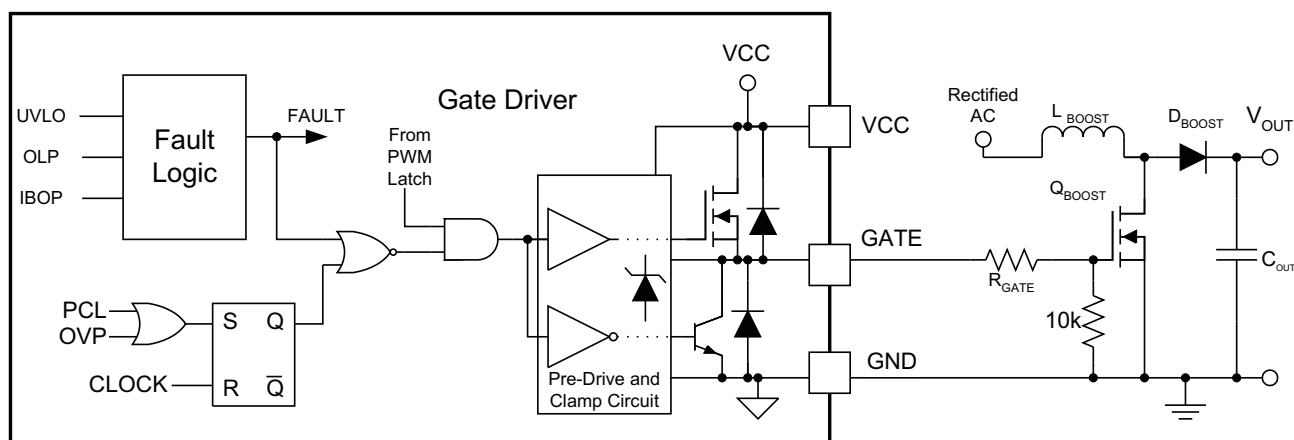 Gate Driver
UVLO
OLP
IBOP
Fault
Logic
FAULT
From
PWM
Latch
PCL
OVP
CLOCK
S Q
R Q̅
Pre-Drive and
Clamp Circuit
VCC
VCC
GATE
GND
Rectified
AC
L BOOST
D BOOST
V OUT
Q BOOST
R GATE
10k
C OUT